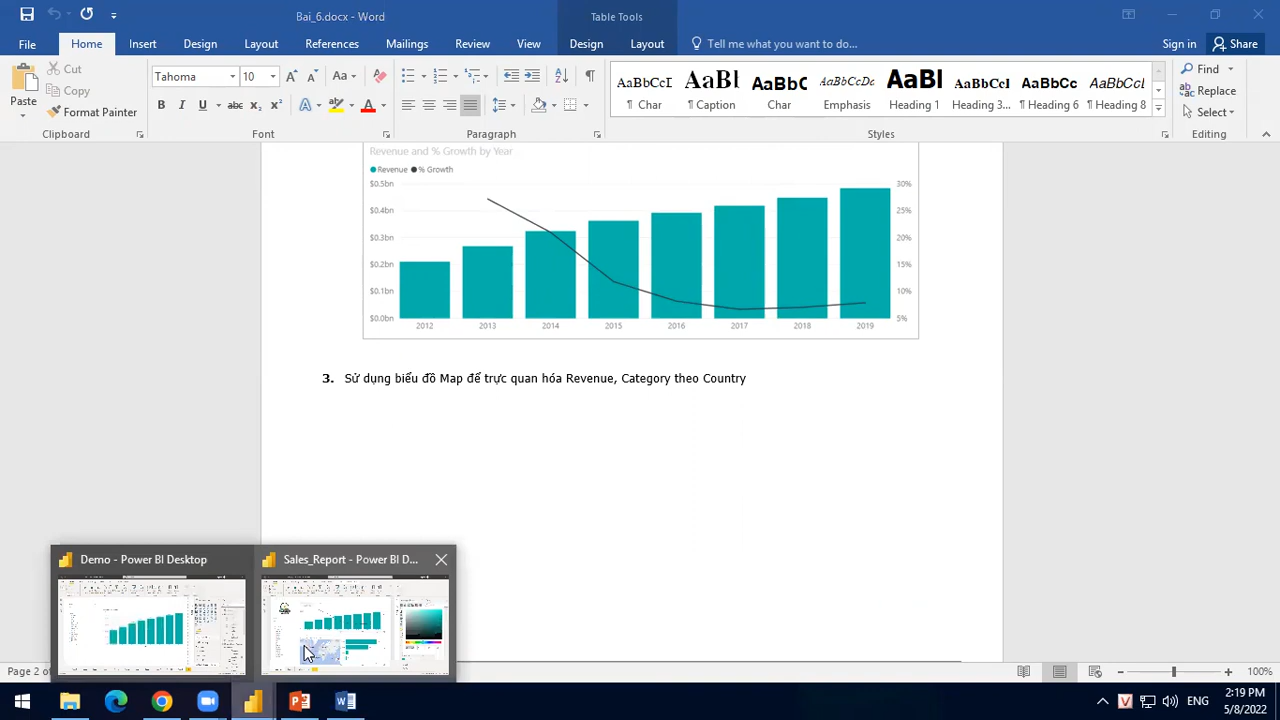 Bai_6.docx - Word
Table Tools
File
Home
Insert
Design
Layout
References
Mailings
Review
View
Design
Layout
Tell me what you want to do...
Sign in
Share
Paste
Cut
Copy
Format Painter
Clipboard
Tahoma
10
Font
Paragraph
AaBbCcD
¶ Char
AaBl
¶ Caption
AaBbC
Char
AaBbCcDc
Emphasis
AaBl
Heading 1
AaBbCcI
Heading 3...
AaBbCc
¶ Heading 6
AaBbCcI
¶ Heading 8
Styles
Find
Replace
Select
Editing
Revenue and % Growth by Year
Revenue
% Growth
$0.5bn
$0.4bn
$0.3bn
$0.2bn
$0.1bn
$0.0bn
30%
25%
20%
15%
10%
5%
2012
2013
2014
2015
2016
2017
2018
2019
3. Sử dụng biểu đồ Map để trực quan hóa Revenue, Category theo Country
Demo - Power BI Desktop
Sales_Report - Power BI D...
Page 2 of
100%
ENG
2:19 PM
5/8/2022